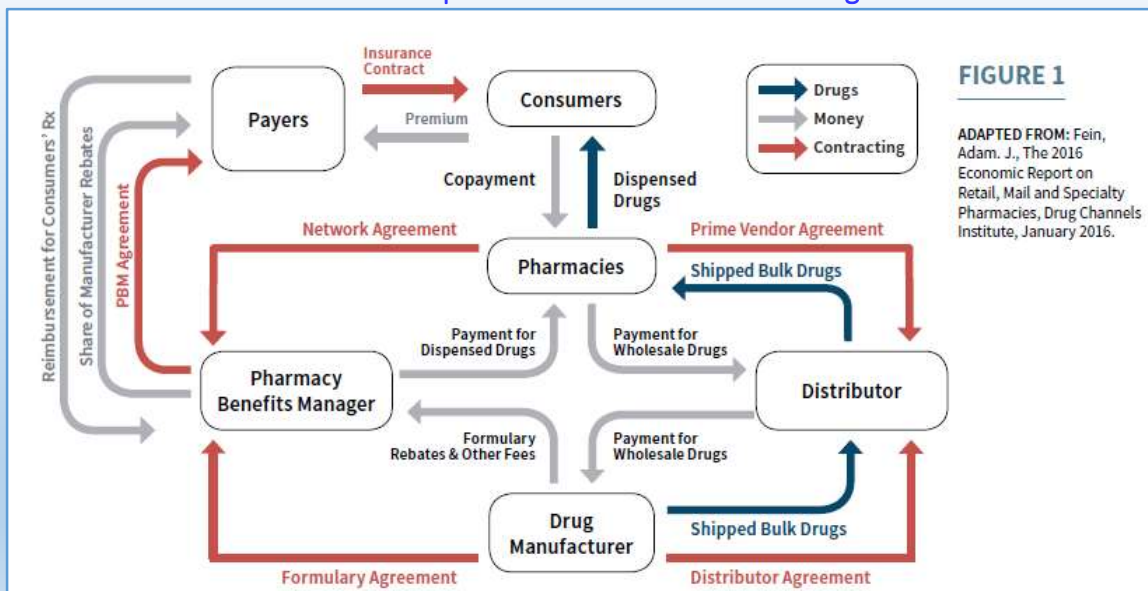 Insurance
Contract
Payers
Consumers
Premium
Drugs
Money
Contracting
FIGURE 1
ADAPTED FROM: Fein,
Adam. J., The 2016
Economic Report on
Retail, Mail and Specialty
Pharmacies, Drug Channels
Institute, January 2016.
Reimbursement for Consumers' Rx
Share of Manufacturer Rebates
PBM Agreement
Copayment
Dispensed
Drugs
Network Agreement
Prime Vendor Agreement
Pharmacies
Shipped Bulk Drugs
Payment for
Dispensed Drugs
Payment for
Wholesale Drugs
Pharmacy
Benefits Manager
Distributor
Formulary
Rebates & Other Fees
Payment for
Wholesale Drugs
Drug
Manufacturer
Shipped Bulk Drugs
Formulary Agreement
Distributor Agreement